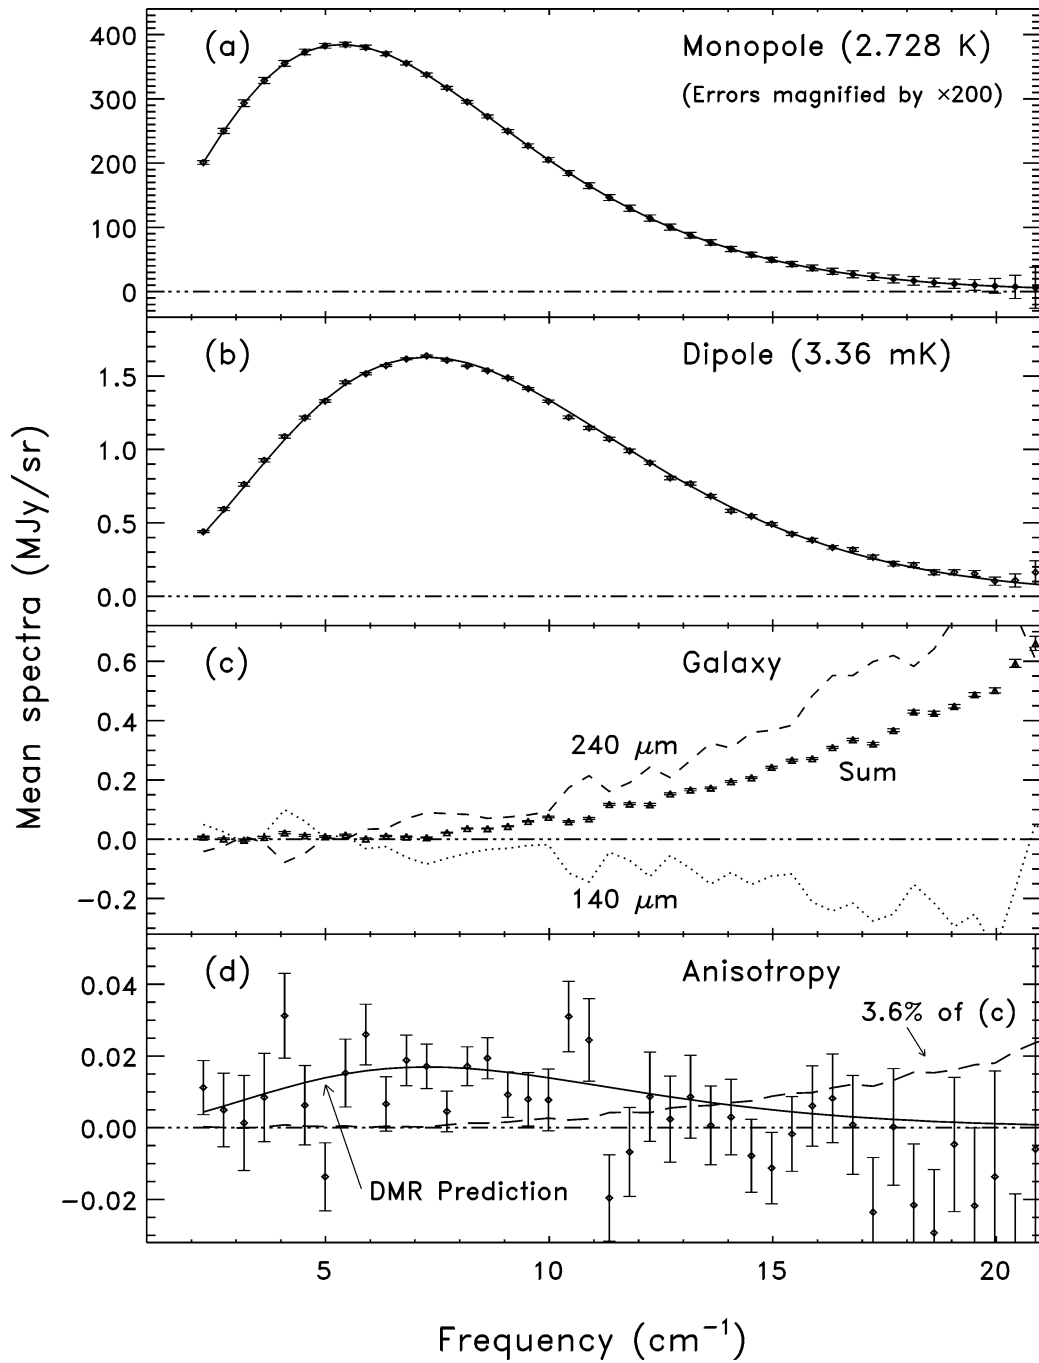 (a) Monopole (2.728 K)
(Errors magnified by ×200)
400
300
200
100
0
(b) Dipole (3.36 mK)
1.5
1.0
0.5
0.0
(c) Galaxy
0.6
0.4
0.2
0.0
−0.2
240 μm
Sum
140 μm
(d) Anisotropy
3.6% of (c)
0.04
0.02
0.00
−0.02
DMR Prediction
5 10 15 20
Frequency (cm⁻¹)
Mean spectra (MJy/sr)